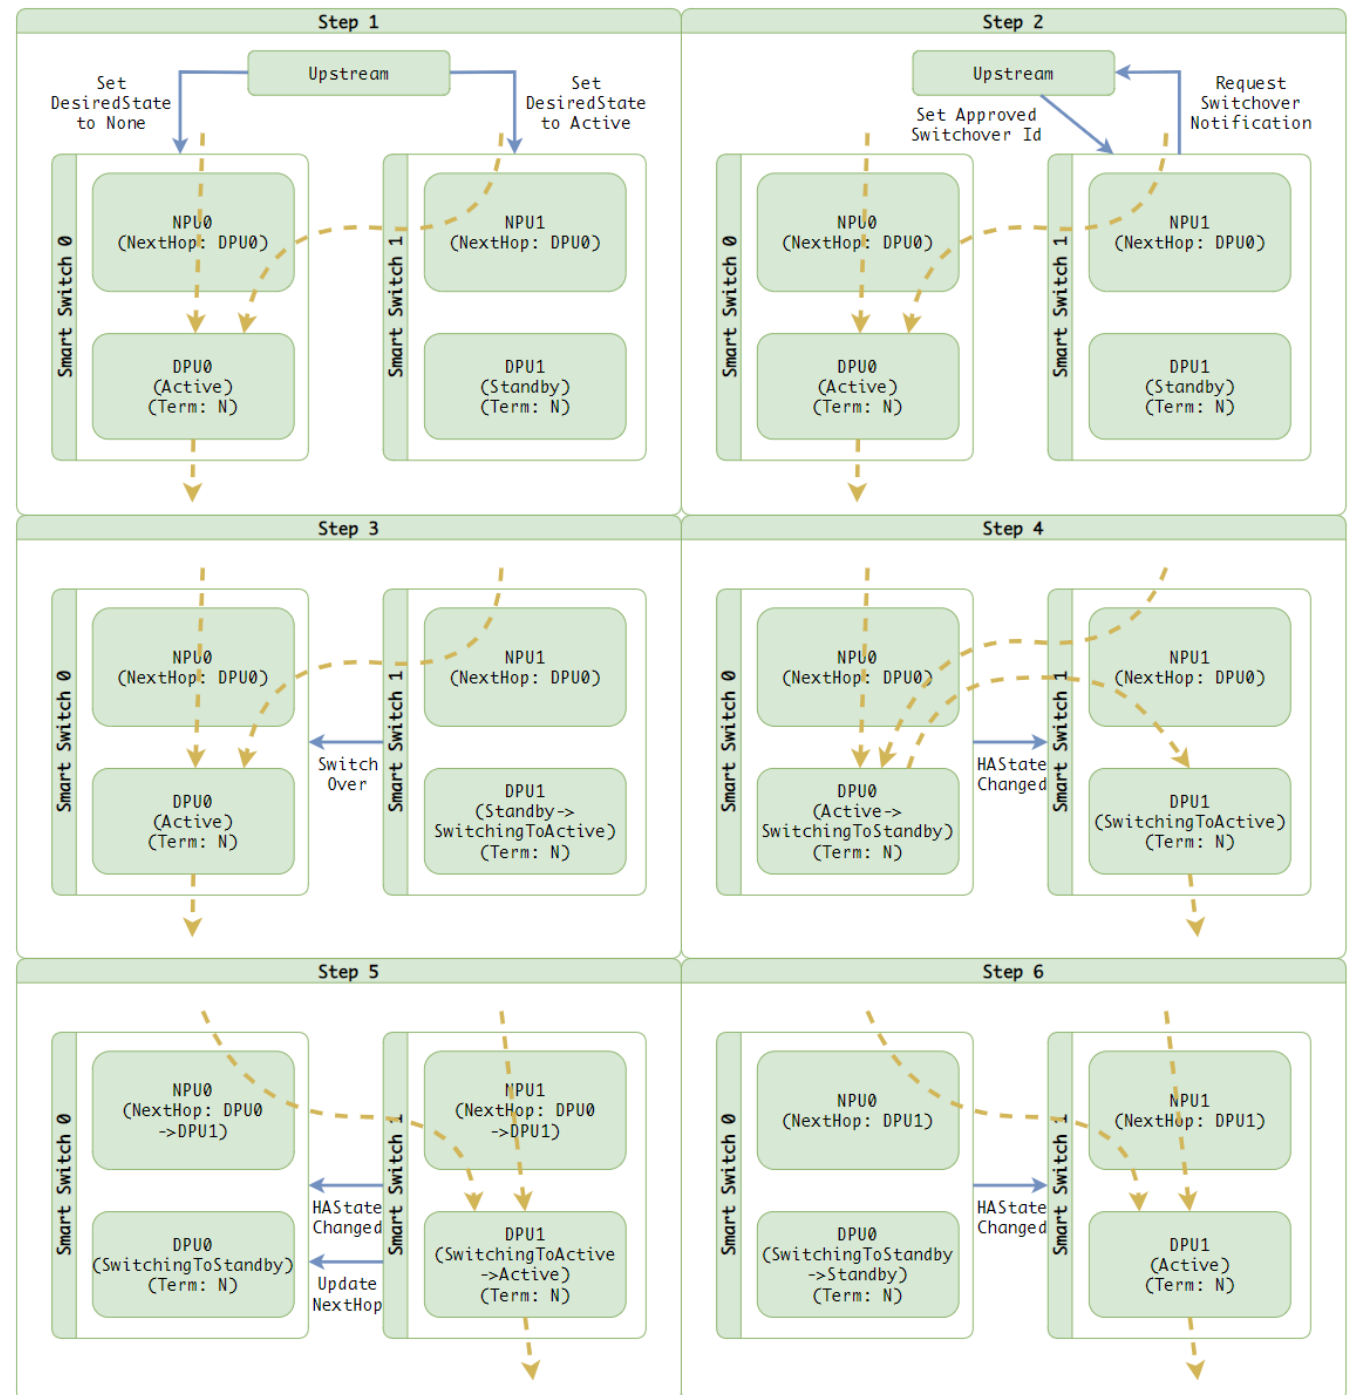 Step 1
Upstream
Set
DesiredState
to None
Set
DesiredState
to Active
Smart Switch 0
NPU0
(NextHop: DPU0)
DPU0
(Active)
(Term: N)
Smart Switch 1
NPU1
(NextHop: DPU0)
DPU1
(Standby)
(Term: N)
Step 2
Upstream
Set Approved
Switchover Id
Request
Switchover
Notification
Smart Switch 0
NPU0
(NextHop: DPU0)
DPU0
(Active)
(Term: N)
Smart Switch 1
NPU1
(NextHop: DPU0)
DPU1
(Standby)
(Term: N)
Step 3
Smart Switch 0
NPU0
(NextHop: DPU0)
DPU0
(Active)
(Term: N)
Switch
Over
Smart Switch 1
NPU1
(NextHop: DPU0)
DPU1
(Standby->
SwitchingToActive)
(Term: N)
Step 4
Smart Switch 0
NPU0
(NextHop: DPU0)
DPU0
(Active->
SwitchingToStandby)
(Term: N)
HAState
Changed
Smart Switch 1
NPU1
(NextHop: DPU0)
DPU1
(SwitchingToActive)
(Term: N)
Step 5
Smart Switch 0
NPU0
(NextHop: DPU0
->DPU1)
DPU0
(SwitchingToStandby)
(Term: N)
HAState
Changed
Update
NextHop
Smart Switch 1
NPU1
(NextHop: DPU0
->DPU1)
DPU1
(SwitchingToActive
->Active)
(Term: N)
Step 6
Smart Switch 0
NPU0
(NextHop: DPU1)
DPU0
(SwitchingToStandby
->Standby)
(Term: N)
HAState
Changed
Smart Switch 1
NPU1
(NextHop: DPU1)
DPU1
(Active)
(Term: N)